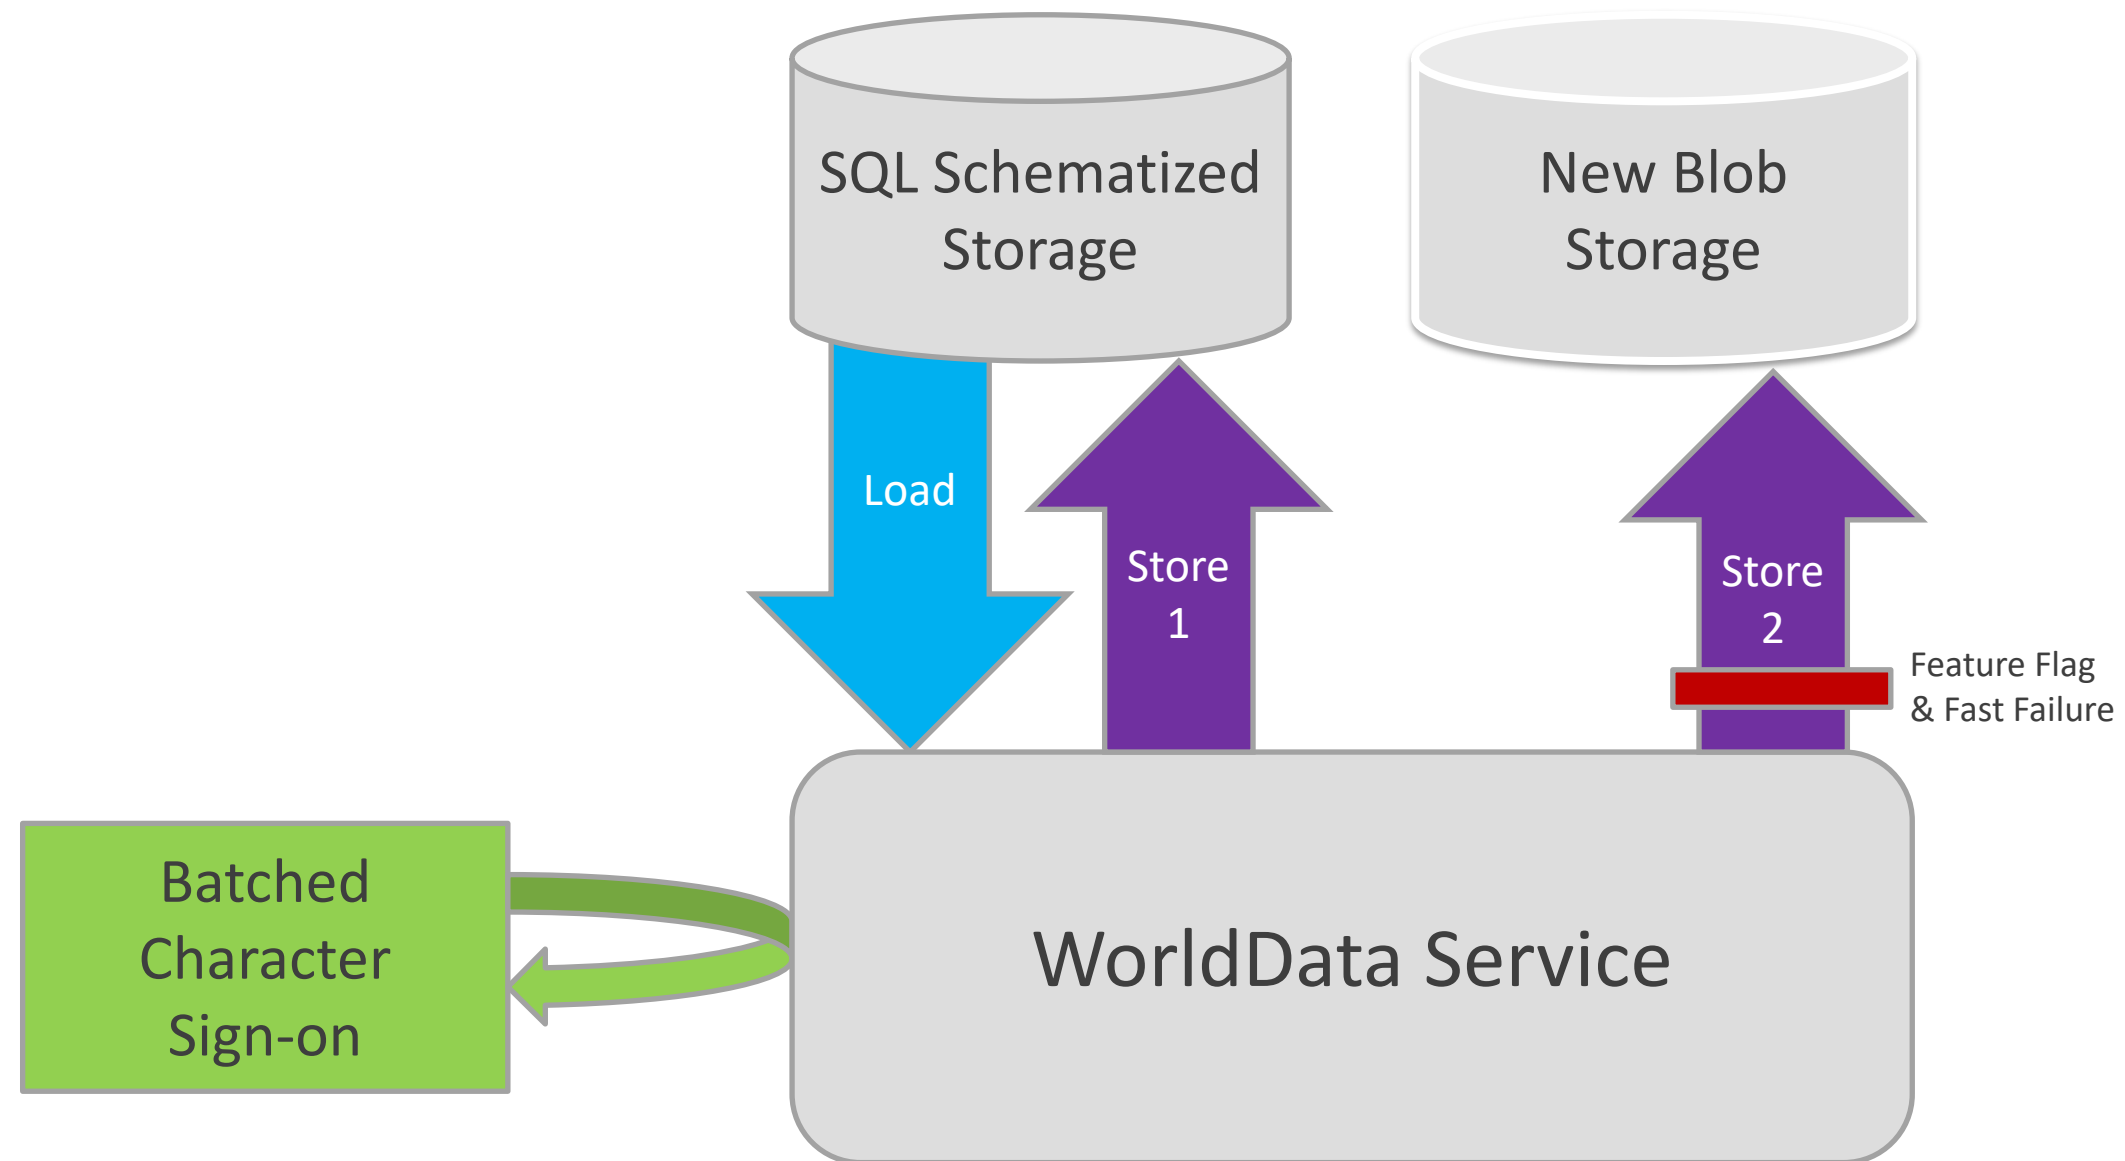 SQL Schematized
Storage
New Blob
Storage
Load
Store
1
Store
2
Feature Flag
& Fast Failure
Batched
Character
Sign-on
WorldData Service